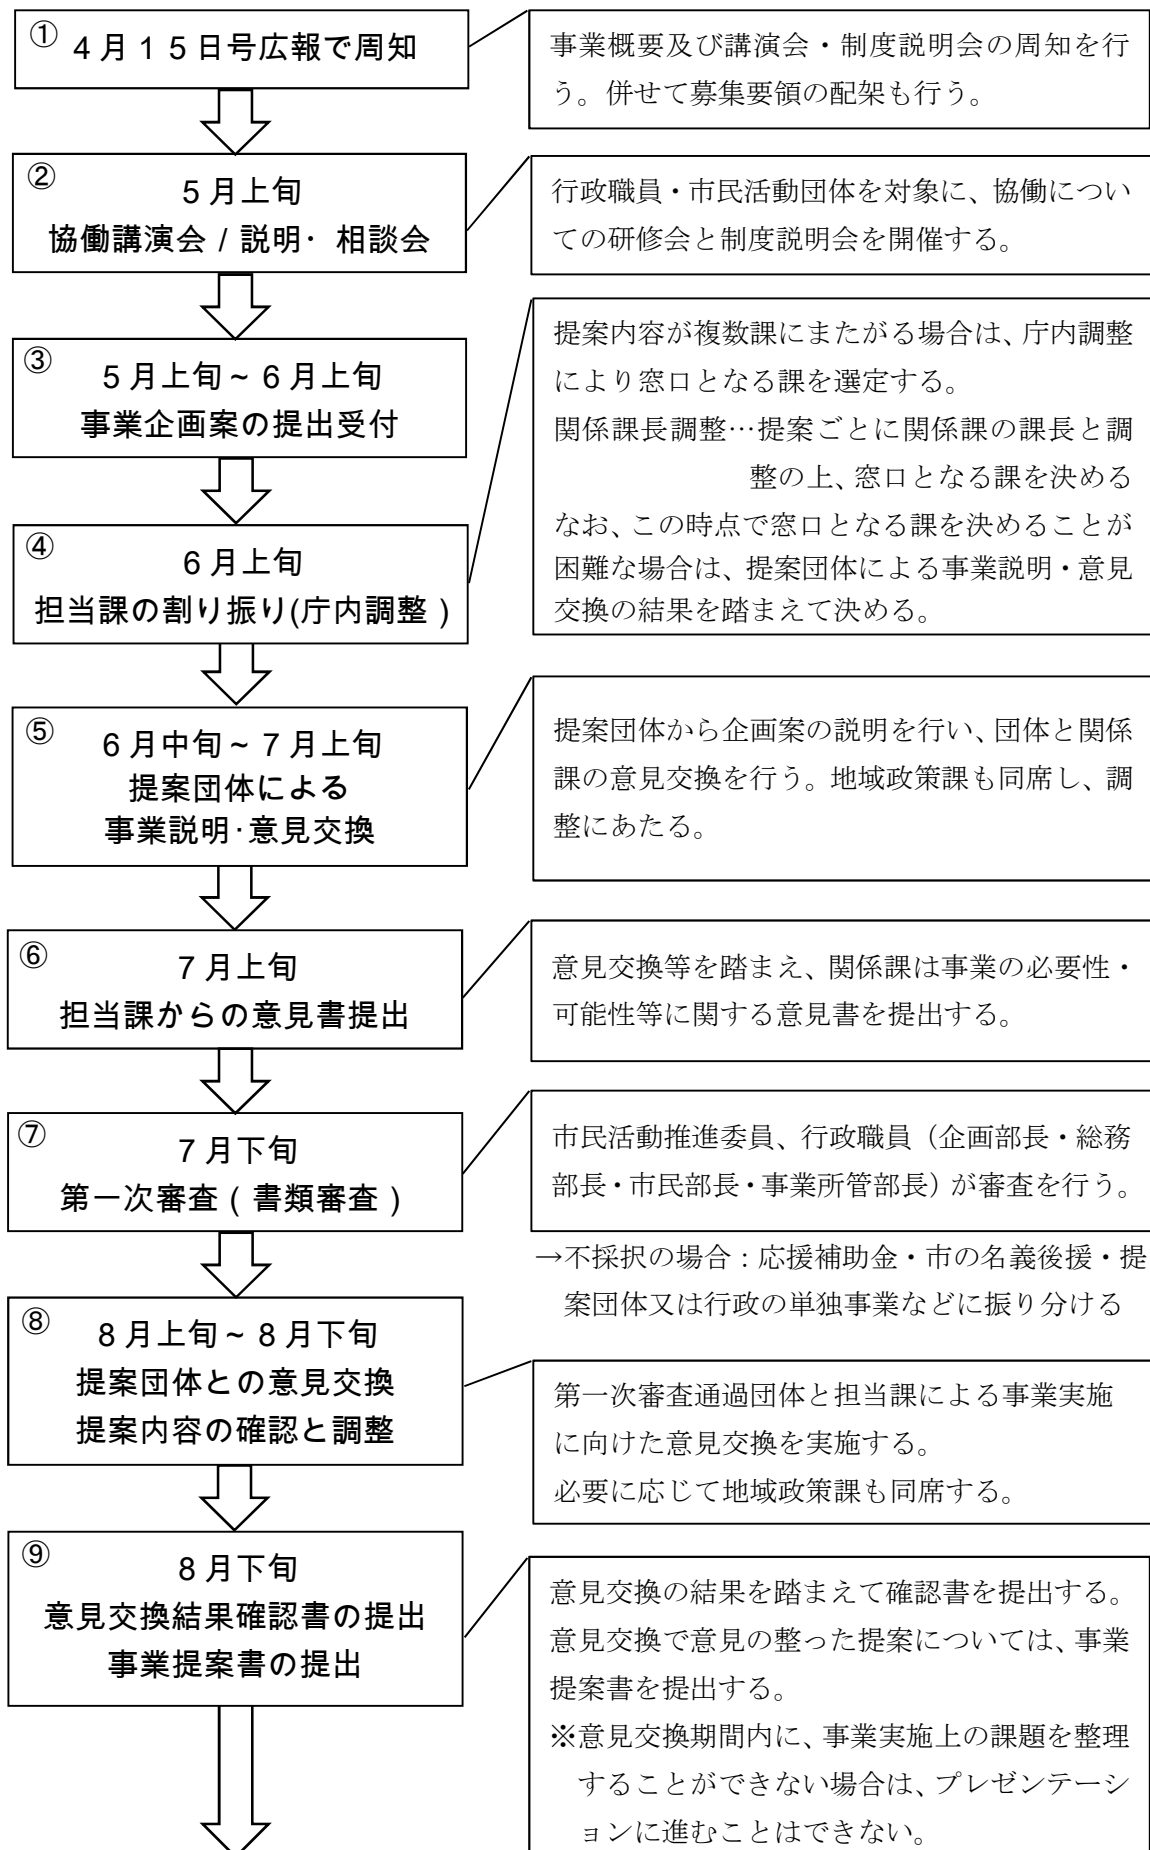 ①
４月１５日号広報で周知
事業概要及び講演会・制度説明会の周知を行
う。併せて募集要領の配架も行う。
②
５月上旬
協働講演会 / 説明･ 相談会
行政職員・市民活動団体を対象に、協働につい
ての研修会と制度説明会を開催する。
③
５月上旬~６月上旬
事業企画案の提出受付
④
６月上旬
担当課の割り振り(庁内調整 )
提案内容が複数課にまたがる場合は、庁内調整
により窓口となる課を選定する。
関係課長調整…提案ごとに関係課の課長と調
整の上、窓口となる課を決める
なお、この時点で窓口となる課を決めることが
困難な場合は、提案団体による事業説明・意見
交換の結果を踏まえて決める。
⑤
６月中旬~７月上旬
提案団体による
事業説明･意見交換
提案団体から企画案の説明を行い、団体と関係
課の意見交換を行う。地域政策課も同席し、調
整にあたる。
⑥
７月上旬
担当課からの意見書提出
意見交換等を踏まえ、関係課は事業の必要性・
可能性等に関する意見書を提出する。
⑦
７月下旬
第一次審査 ( 書類審査 )
市民活動推進委員、行政職員（企画部長・総務
部長・市民部長・事業所管部長）が審査を行う。
→不採択の場合：応援補助金・市の名義後援・提
案団体又は行政の単独事業などに振り分ける
⑧
８月上旬~８月下旬
提案団体との意見交換
提案内容の確認と調整
第一次審査通過団体と担当課による事業実施
に向けた意見交換を実施する。
必要に応じて地域政策課も同席する。
⑨
８月下旬
意見交換結果確認書の提出
事業提案書の提出
意見交換の結果を踏まえて確認書を提出する。
意見交換で意見の整った提案については、事業
提案書を提出する。
※意見交換期間内に、事業実施上の課題を整理
することができない場合は、プレゼンテーシ
ョンに進むことはできない。